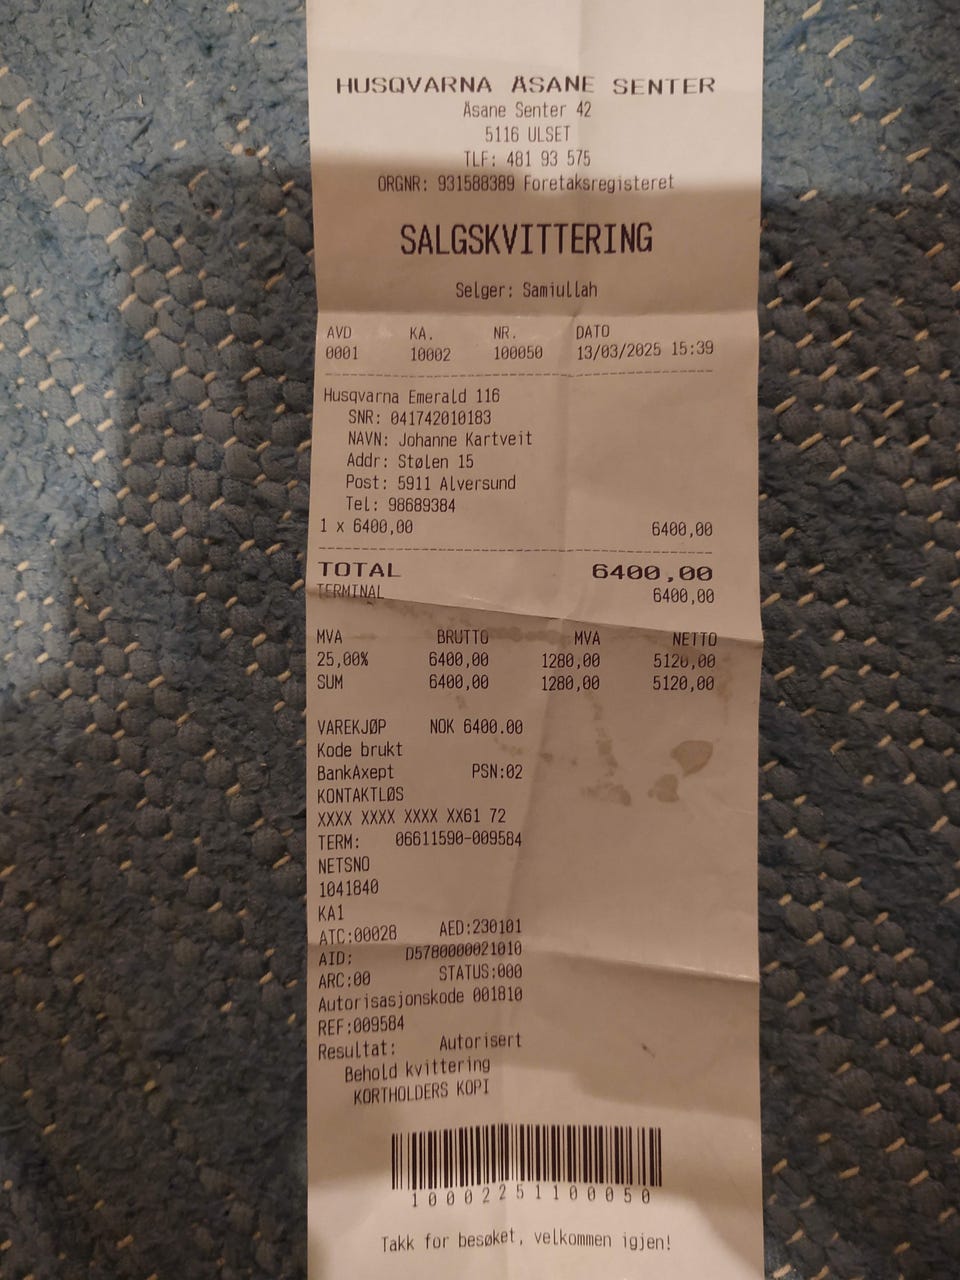 HUSQVARNA ÅSANE SENTER
Åsane Senter 42
5116 ULSET
TLF: 481 93 575
ORGNR: 931588389 Foretaksregisteret
SALGSKVITTERING
Selger: Samiullah
AVD KA. NR. DATO
0001 10002 100050 13/03/2025 15:39
Husqvarna Emerald 116
SNR: 041742010183
NAVN: Johanne Kartveit
Addr: Stølen 15
Post: 5911 Alversund
Tel: 98689384
1 x 6400,00 6400,00
TOTAL 6400,00
TERMINAL 6400,00
MVA BRUTTO MVA NETTO
25,00% 6400,00 1280,00 5120,00
SUM 6400,00 1280,00 5120,00
VAREKJØP NOK 6400.00
Kode brukt
BankAxept PSN:02
KONTAKTLØS
XXXX XXXX XXXX XX61 72
TERM: 06611590-009584
NETSNO
1041840
KA1
ATC:00028 AED:230101
AID: D5780000021010
ARC:00 STATUS:000
Autorisasjonskode 001810
REF:009584
Resultat: Autorisert
Behold kvittering
KORTHOLDERS KOPI
10002251100050
Takk for besøket, velkommen igjen!